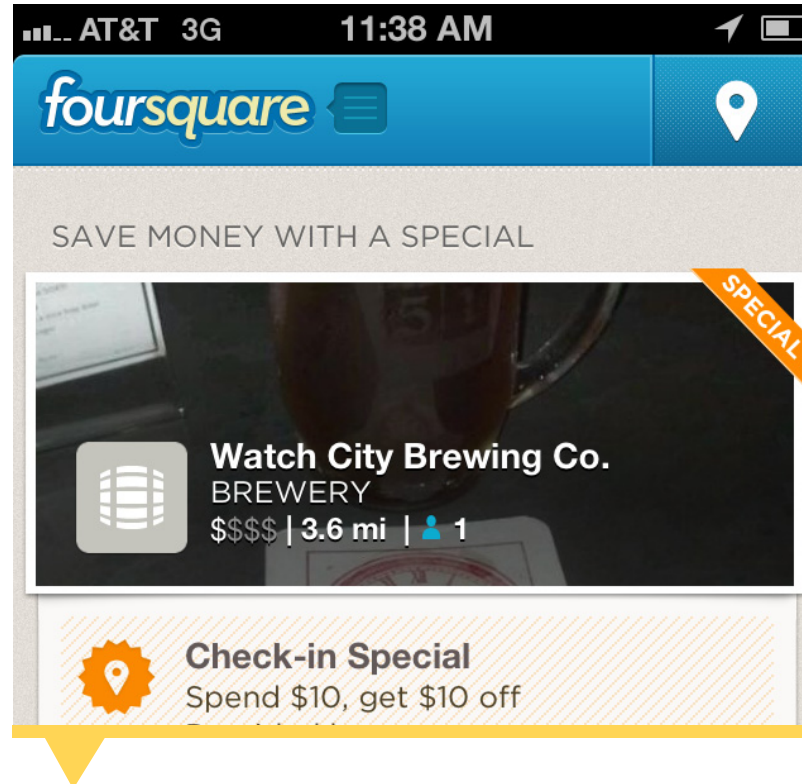 AT&T 3G 11:38 AM
foursquare
SAVE MONEY WITH A SPECIAL
SPECIAL
Watch City Brewing Co.
BREWERY
$$$$ | 3.6 mi | 1
Check-in Special
Spend $10, get $10 off